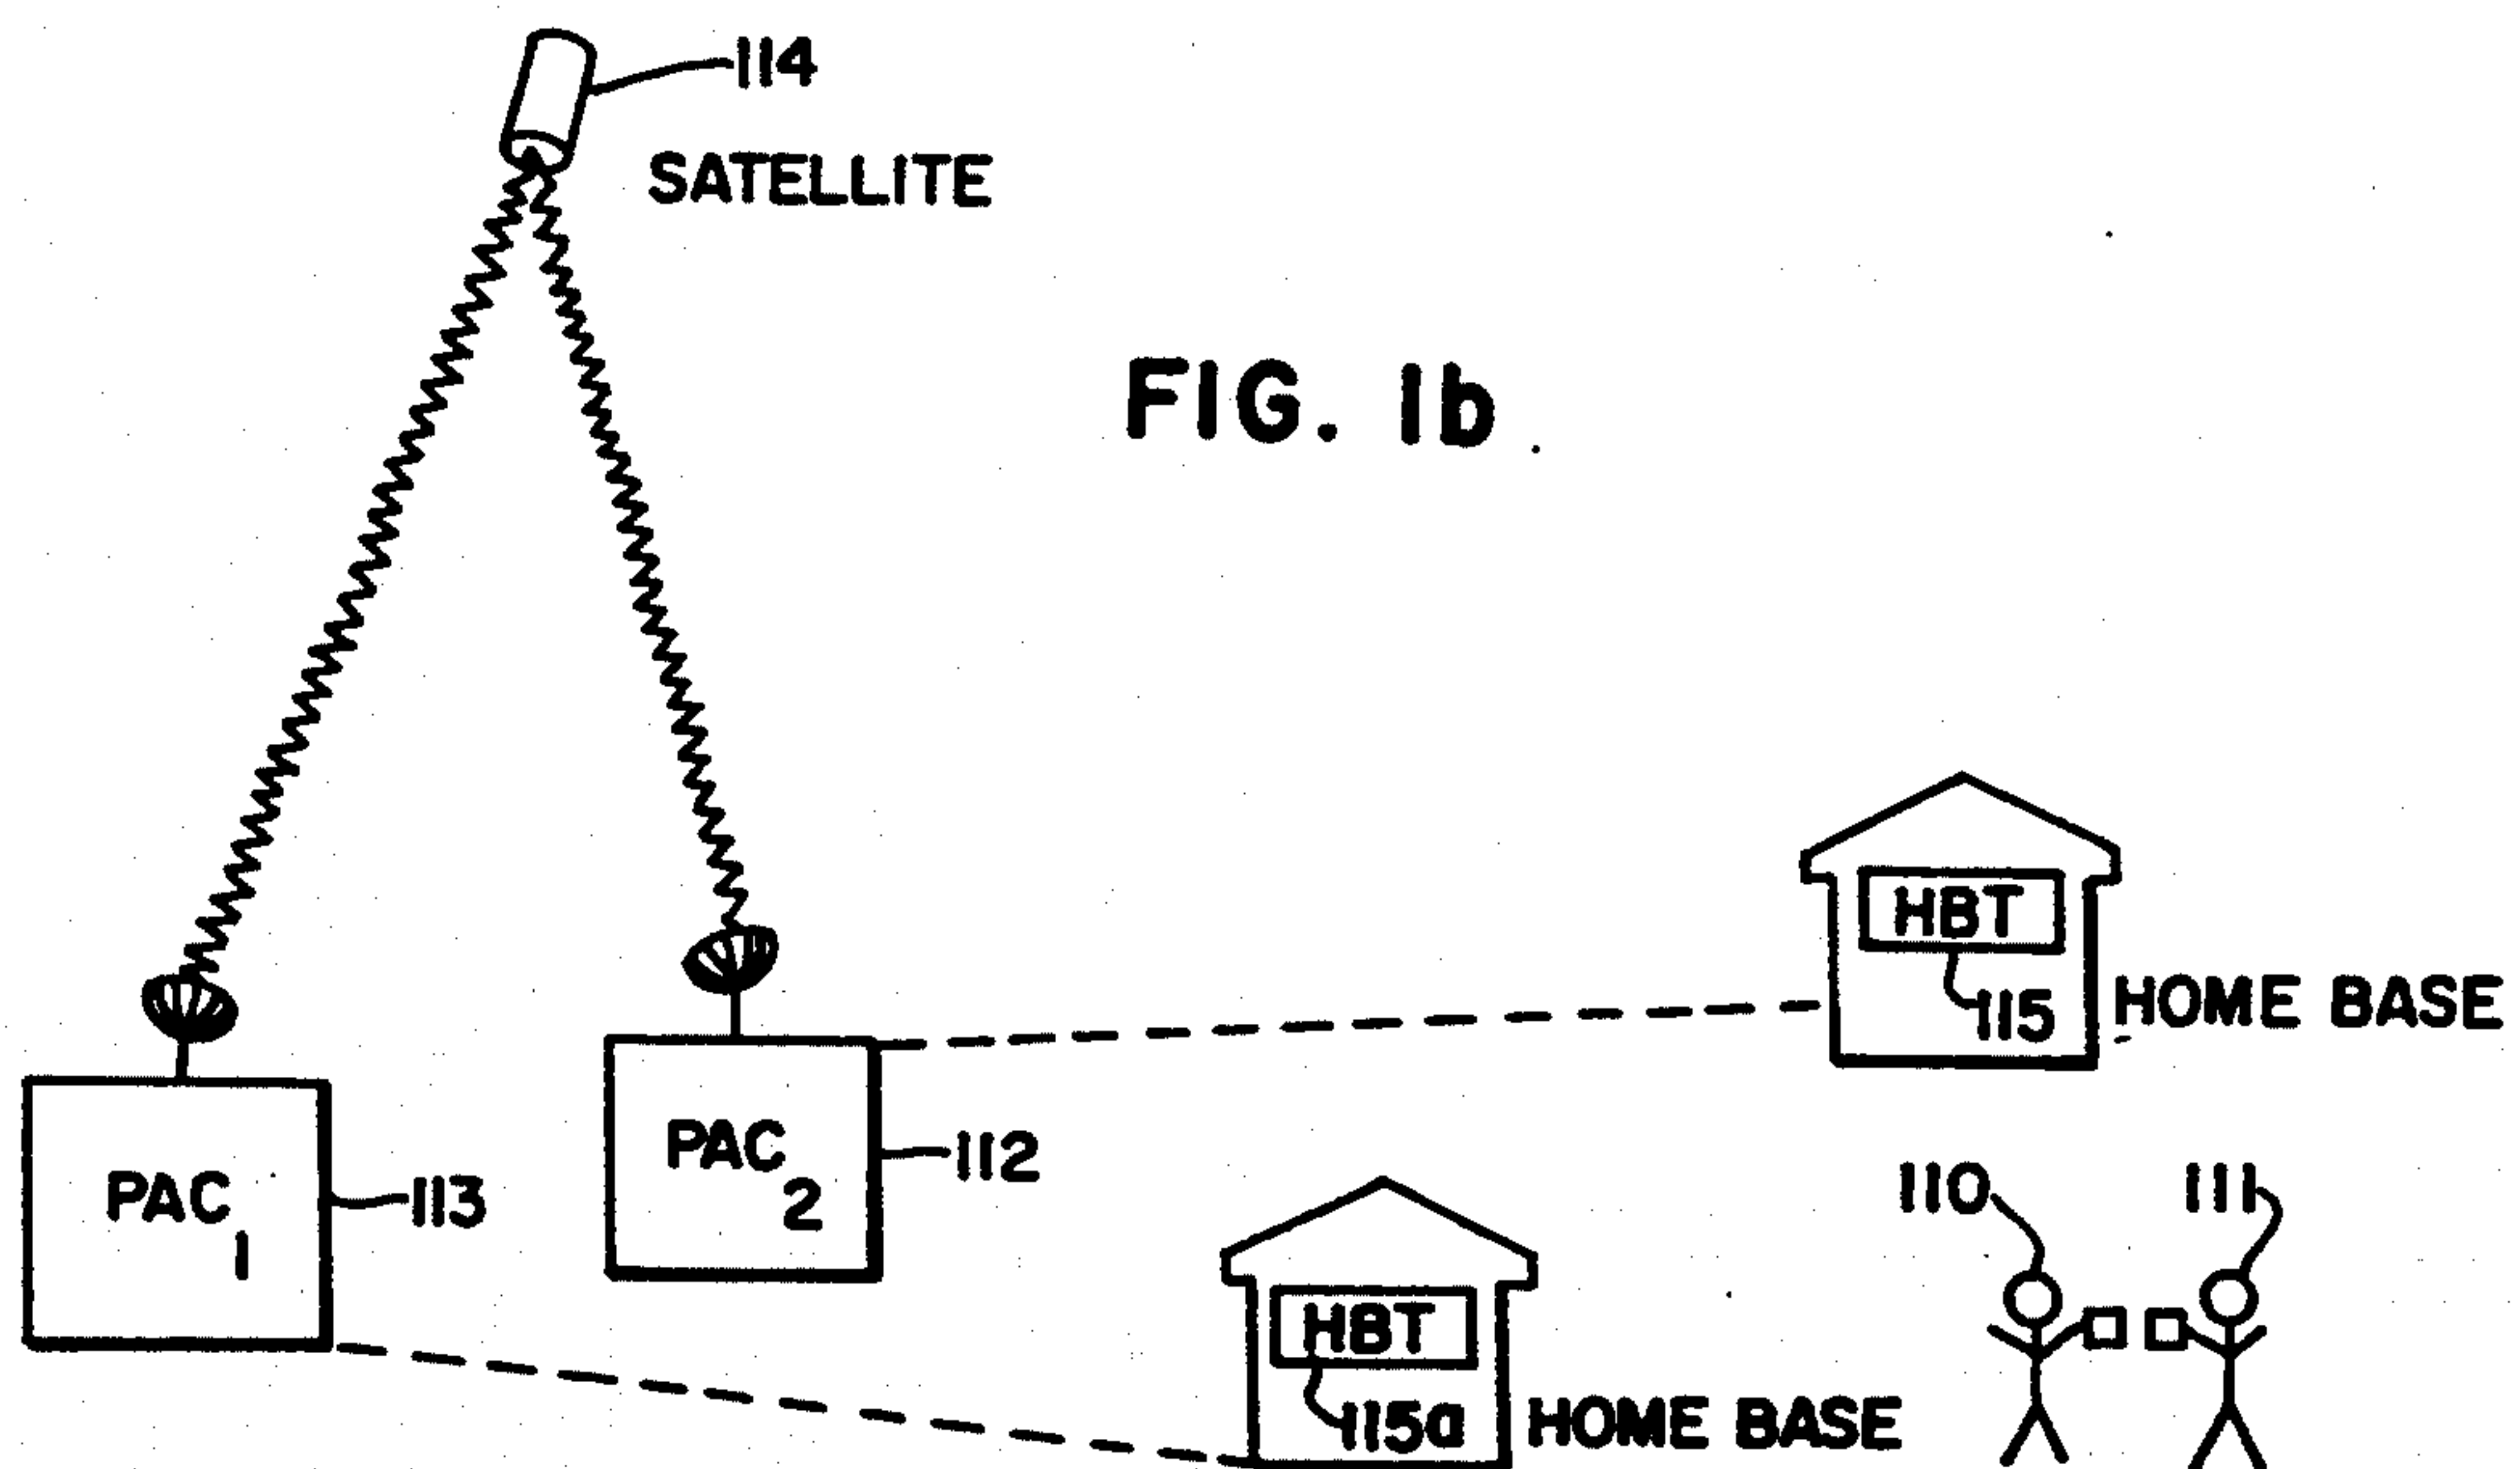 114
SATELLITE
FIG. 1b
HBT
115
HOME BASE
PAC
2
112
PAC
1
113
110
111
HBT
115a
HOME BASE